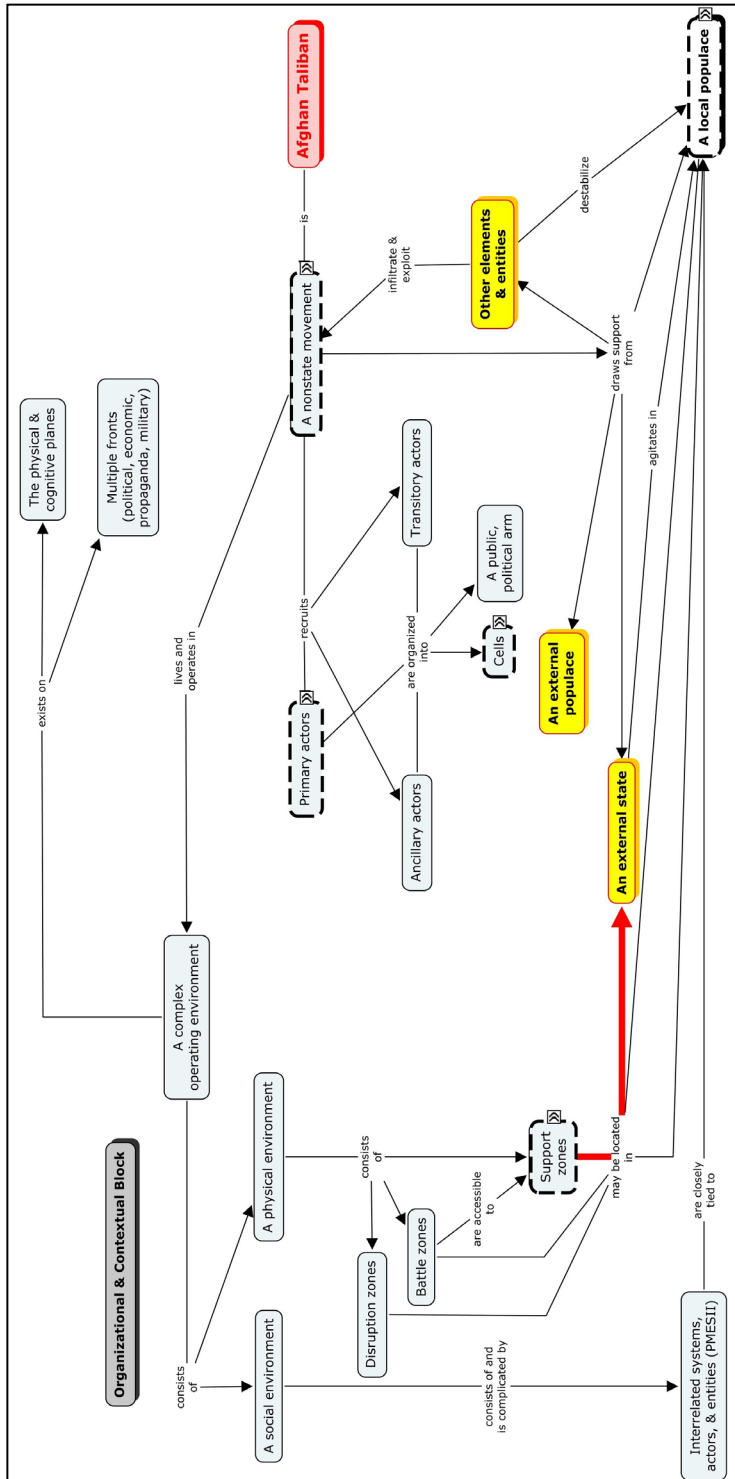 Organizational & Contextual Block
Afghan Taliban
is
A nonstate movement
lives and
operates in
A complex
operating environment
exists on
The physical &
cognitive planes
Multiple fronts
(political, economic,
propaganda, military)
consists
of
A social environment
A physical environment
consists
of
Disruption zones
Battle zones
are accessible
to
Support
zones
may be located
in
consists of and
is complicated by
Interrelated systems,
actors, & entities (PMESII)
are closely
tied to
recruits
Primary actors
Ancillary actors
Transitory actors
are organized
into
A public,
political arm
Cells
infiltrate &
exploit
Other elements
& entities
destabilize
draws support
from
An external
populace
An external state
agitates in
A local populace